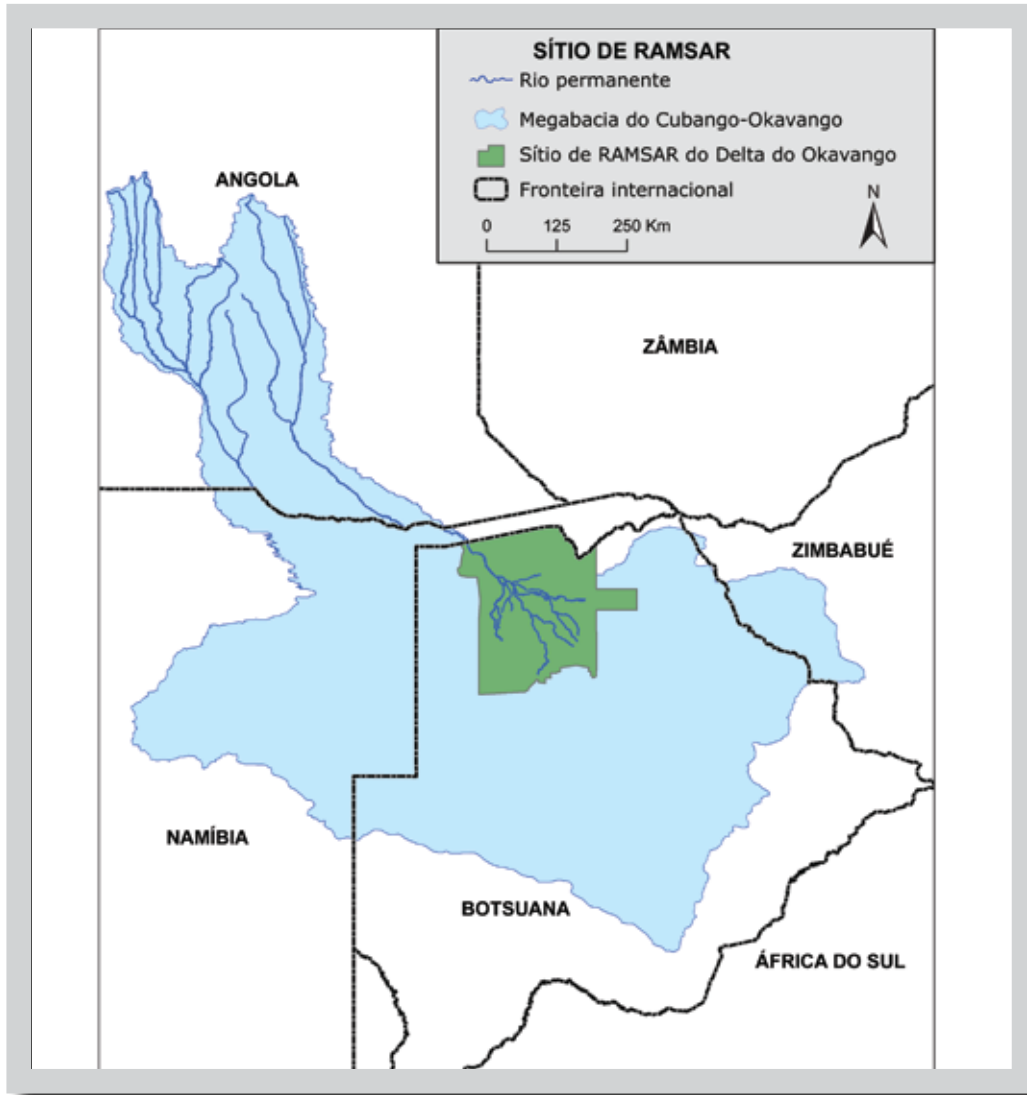 SÍTIO DE RAMSAR
Rio permanente
Megabacia do Cubango-Okavango
Sítio de RAMSAR do Delta do Okavango
Fronteira internacional
N
0 125 250 Km
ANGOLA
ZÂMBIA
ZIMBABUÉ
NAMÍBIA
BOTSUANA
ÁFRICA DO SUL